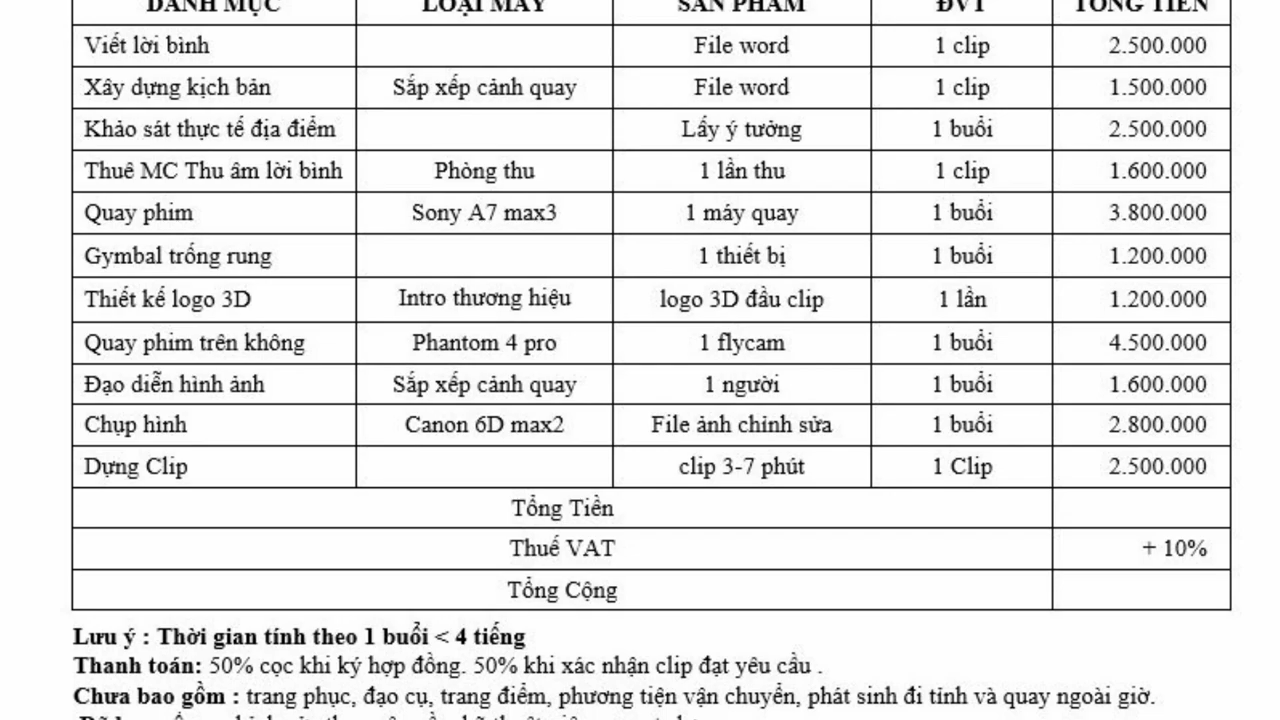 DANH MỤC LOẠI MÁY SẢN PHẨM ĐVT TỔNG TIỀN
Viết lời bình File word 1 clip 2.500.000
Xây dựng kịch bản Sắp xếp cảnh quay File word 1 clip 1.500.000
Khảo sát thực tế địa điểm Lấy ý tưởng 1 buổi 2.500.000
Thuê MC Thu âm lời bình Phòng thu 1 lần thu 1 clip 1.600.000
Quay phim Sony A7 max3 1 máy quay 1 buổi 3.800.000
Gymbal trống rung 1 thiết bị 1 buổi 1.200.000
Thiết kế logo 3D Intro thương hiệu logo 3D đầu clip 1 lần 1.200.000
Quay phim trên không Phantom 4 pro 1 flycam 1 buổi 4.500.000
Đạo diễn hình ảnh Sắp xếp cảnh quay 1 người 1 buổi 1.600.000
Chụp hình Canon 6D max2 File ảnh chỉnh sửa 1 buổi 2.800.000
Dựng Clip clip 3-7 phút 1 Clip 2.500.000
Tổng Tiền
Thuế VAT + 10%
Tổng Cộng
Lưu ý : Thời gian tính theo 1 buổi < 4 tiếng
Thanh toán: 50% cọc khi ký hợp đồng. 50% khi xác nhận clip đạt yêu cầu .
Chưa bao gồm : trang phục, đạo cụ, trang điểm, phương tiện vận chuyển, phát sinh đi tỉnh và quay ngoài giờ.